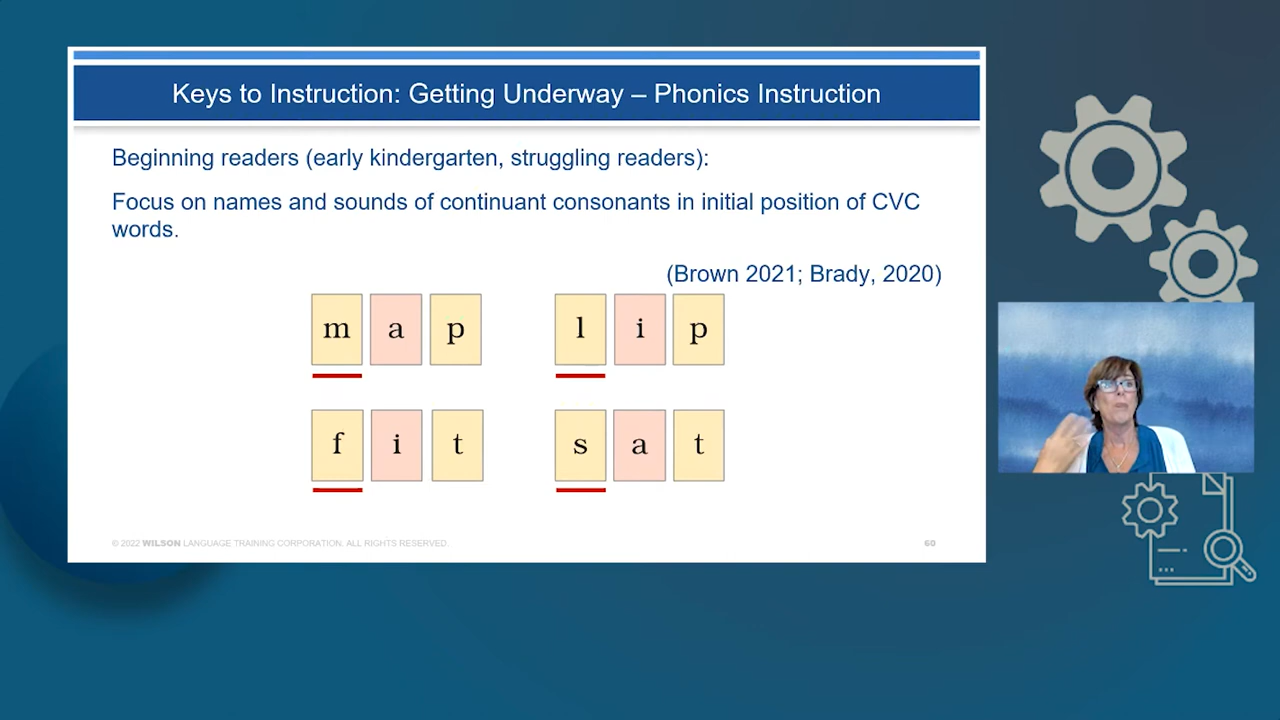 Keys to Instruction: Getting Underway – Phonics Instruction
Beginning readers (early kindergarten, struggling readers):
Focus on names and sounds of continuant consonants in initial position of CVC
words.
(Brown 2021; Brady, 2020)
m a p l i p
f i t s a t
© 2022 WILSON LANGUAGE TRAINING CORPORATION. ALL RIGHTS RESERVED. 60